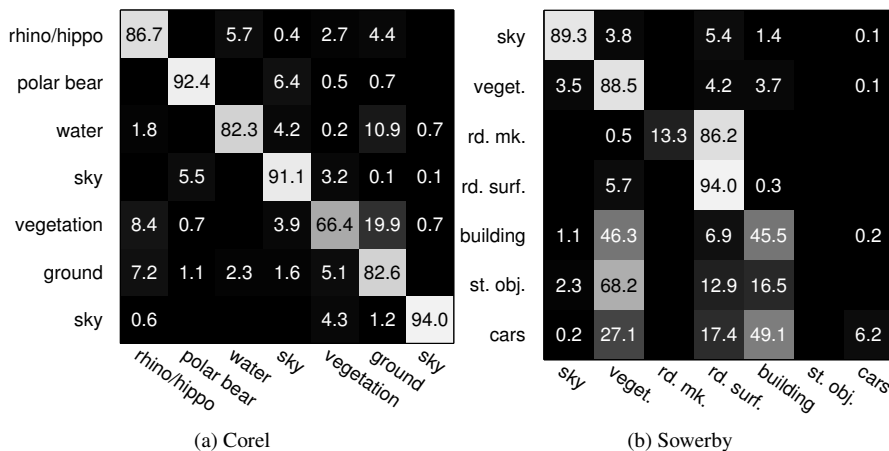 rhino/hippo 86.7 5.7 0.4 2.7 4.4
polar bear 92.4 6.4 0.5 0.7
water 1.8 82.3 4.2 0.2 10.9 0.7
sky 5.5 91.1 3.2 0.1 0.1
vegetation 8.4 0.7 3.9 66.4 19.9 0.7
ground 7.2 1.1 2.3 1.6 5.1 82.6
sky 0.6 4.3 1.2 94.0
rhino/hippo polar bear water sky vegetation ground sky
(a) Corel
sky 89.3 3.8 5.4 1.4 0.1
veget. 3.5 88.5 4.2 3.7 0.1
rd. mk. 0.5 13.3 86.2
rd. surf. 5.7 94.0 0.3
building 1.1 46.3 6.9 45.5 0.2
st. obj. 2.3 68.2 12.9 16.5
cars 0.2 27.1 17.4 49.1 6.2
sky veget. rd. mk. rd. surf. building st. obj. cars
(b) Sowerby